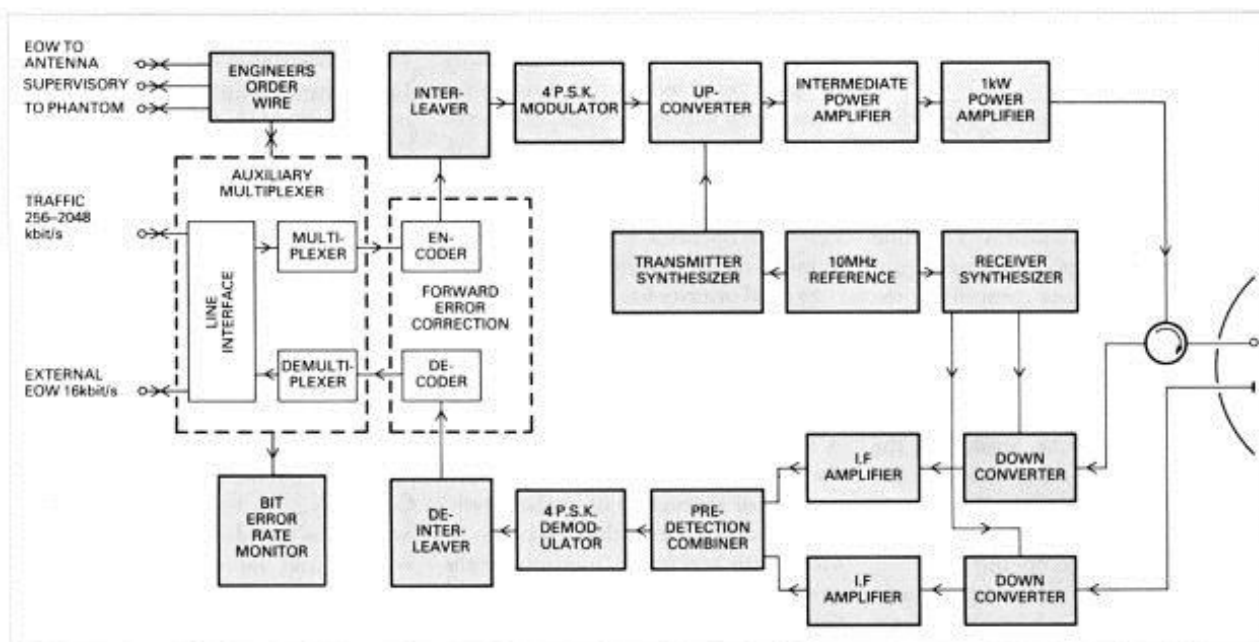 EOW TO
ANTENNA
SUPERVISORY
TO PHANTOM
ENGINEERS
ORDER
WIRE
INTER-
LEAVER
4 P.S.K.
MODULATOR
UP-
CONVERTER
INTERMEDIATE
POWER
AMPLIFIER
1kW
POWER
AMPLIFIER
AUXILIARY
MULTIPLEXER
TRAFFIC
256–2048
kbit/s
LINE
INTERFACE
MULTI-
PLEXER
EN-
CODER
FORWARD
ERROR
CORRECTION
TRANSMITTER
SYNTHESIZER
10MHz
REFERENCE
RECEIVER
SYNTHESIZER
EXTERNAL
EOW 16kbit/s
DEMULTI-
PLEXER
DE-
CODER
BIT
ERROR
RATE
MONITOR
DE-
INTER-
LEAVER
4 P.S.K.
DEMOD-
ULATOR
PRE-
DETECTION
COMBINER
I.F
AMPLIFIER
DOWN
CONVERTER
I.F
AMPLIFIER
DOWN
CONVERTER